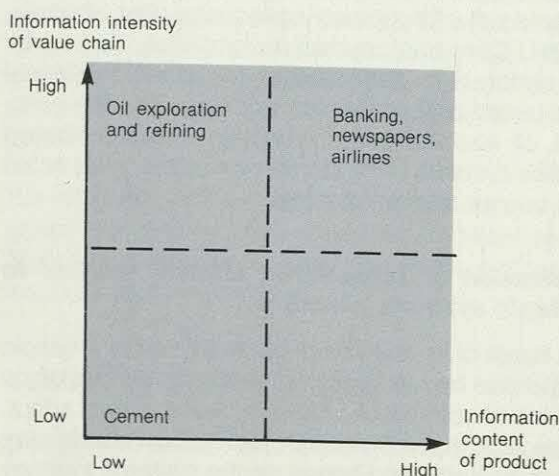 Information intensity
of value chain
High
Oil exploration
and refining
Banking,
newspapers,
airlines
Low
Cement
Information
content
of product
Low
High